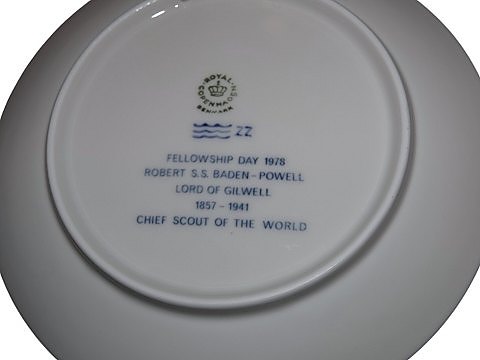 ROYAL
COPENHAGEN
DENMARK
ZZ
FELLOWSHIP DAY 1978
ROBERT S.S. BADEN-POWELL
LORD OF GILWELL
1857-1941
CHIEF SCOUT OF THE WORLD